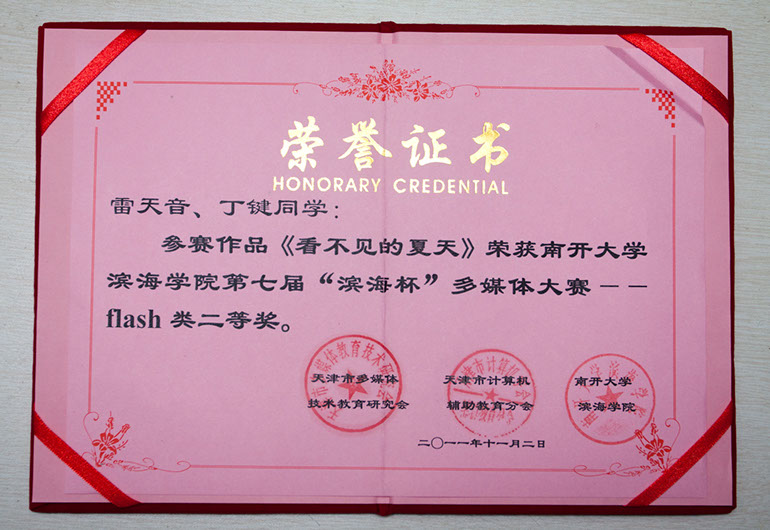 荣誉证书
HONORARY CREDENTIAL
雷天音、丁键同学：
参赛作品《看不见的夏天》荣获南开大学
滨海学院第七届“滨海杯”多媒体大赛——
flash 类二等奖。
天津市多媒体 天津市计算机 南开大学
技术教育研究会 辅助教育分会 滨海学院
二〇一一年十一月二日